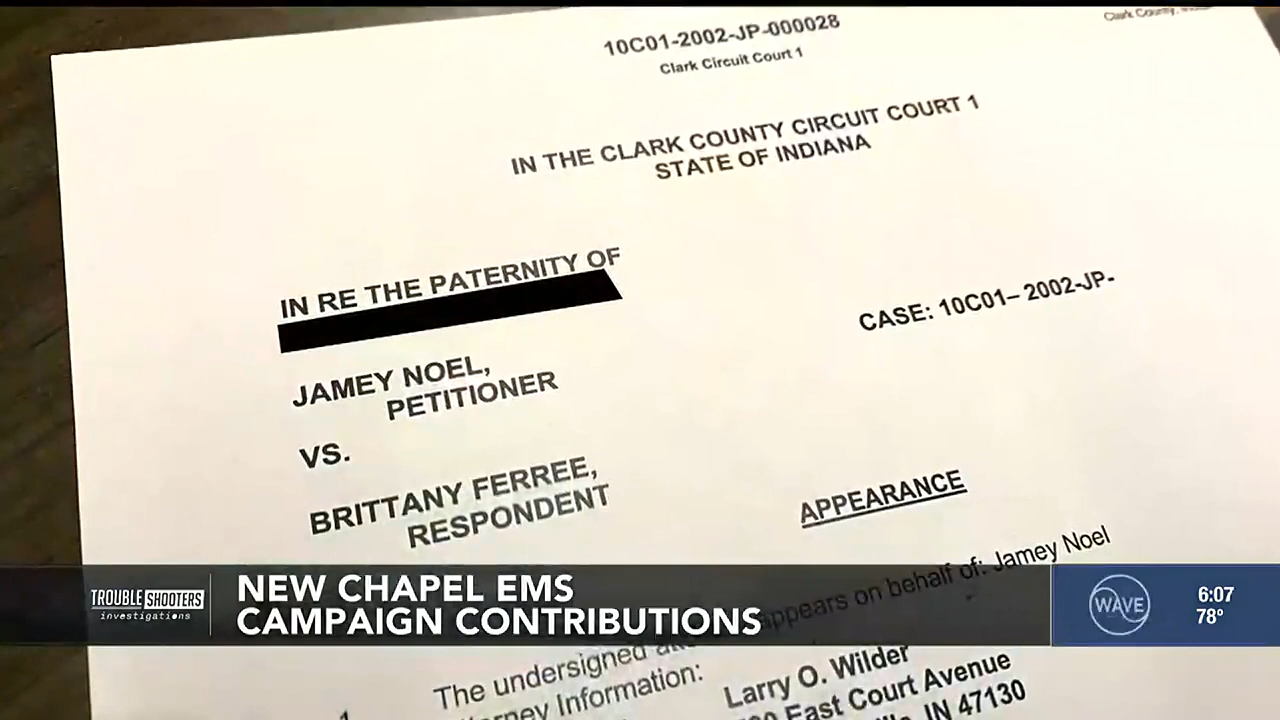 10C01-2002-JP-000028
Clark Circuit Court 1
Clark County,
IN THE CLARK COUNTY CIRCUIT COURT 1
STATE OF INDIANA
IN RE THE PATERNITY OF
CASE: 10C01– 2002-JP-
JAMEY NOEL,
PETITIONER
VS.
BRITTANY FERREE,
RESPONDENT
APPEARANCE
The undersigned appears on behalf of: Jamey Noel
Information:
Larry O. Wilder
East Court Avenue
IN 47130
TROUBLE SHOOTERS
investigations
NEW CHAPEL EMS
CAMPAIGN CONTRIBUTIONS
WAVE
6:07
78°